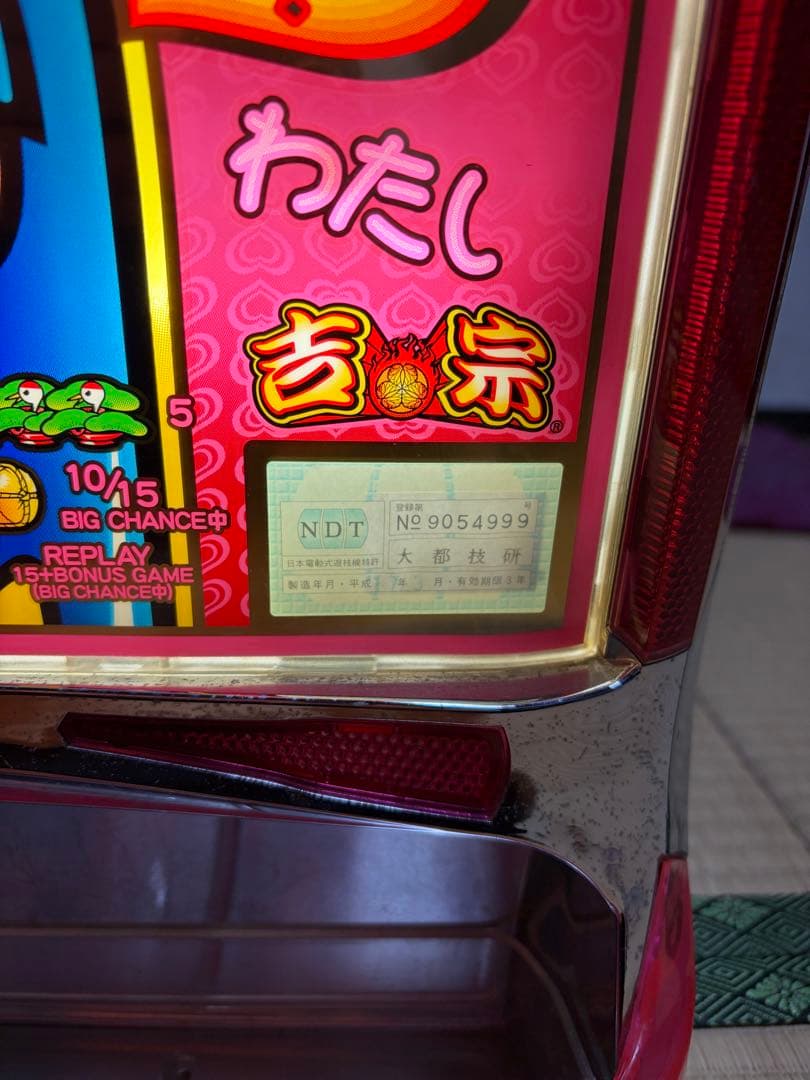 わたし
吉宗
®
5
10/15
BIG CHANCE中
REPLAY
15+BONUS GAME
(BIG CHANCE中)
NDT
登録第 号
№9054999
日本電動式遊技機特許
大都技研
製造年月・平成 年 月・有効期限3年